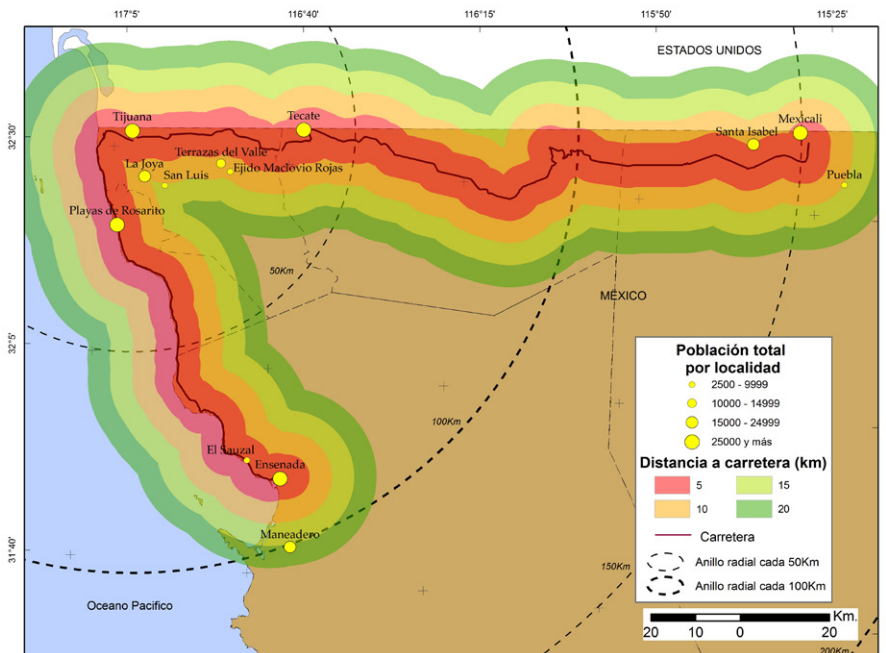 117°5'
116°40'
116°15'
115°50'
115°25'
ESTADOS UNIDOS
32°30'
Tijuana
Tecate
Mexicali
Santa Isabel
Terrazas del Valle
La Joya
Ejido Maclovio Rojas
San Luis
Puebla
Playas de Rosarito
50Km
MÉXICO
32°5'
Población total
por localidad
2500 - 9999
10000 - 14999
15000 - 24999
25000 y más
100Km
Distancia a carretera (km)
5
15
10
20
Carretera
Anillo radial cada 50Km
Anillo radial cada 100Km
El Sauzal
Ensenada
Maneadero
31°40'
150Km
Oceano Pacifico
Km.
20 10 0 20
200Km